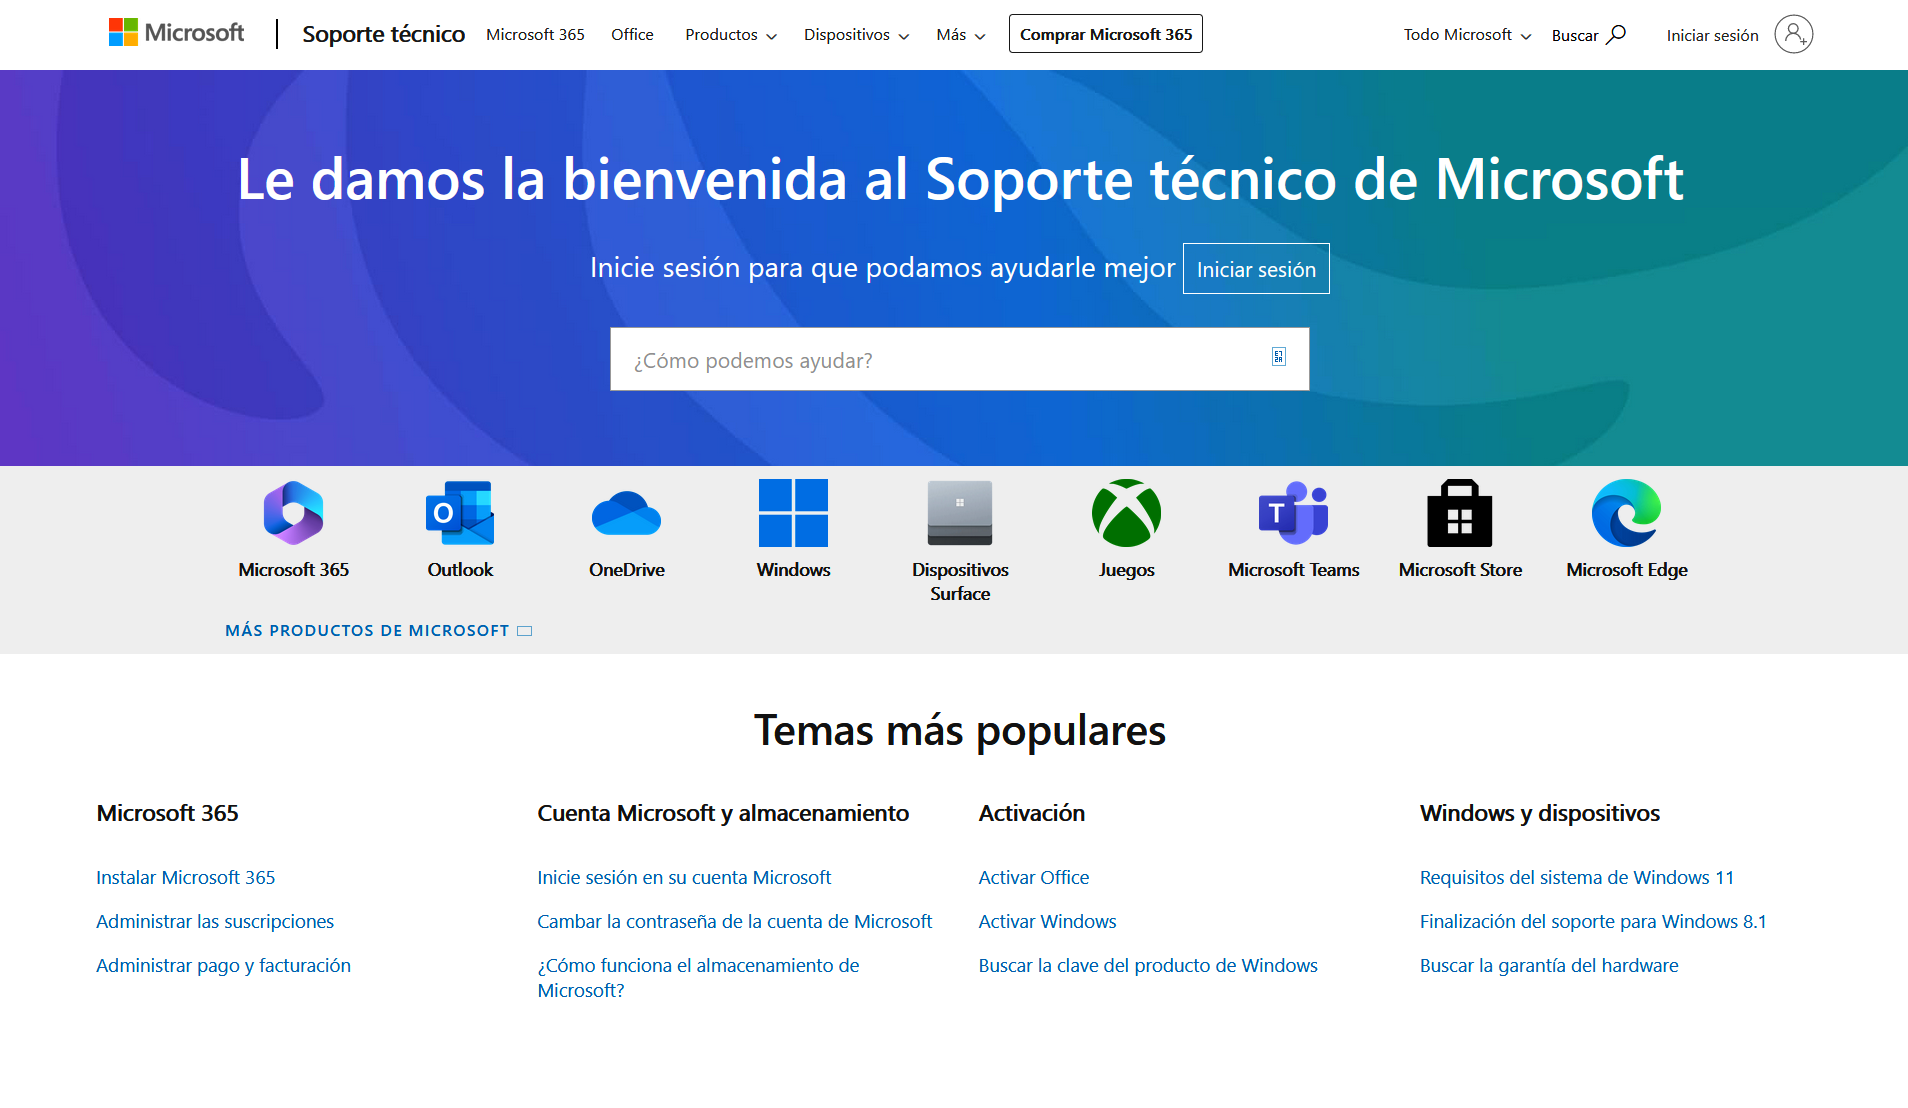 Microsoft
Soporte técnico
Microsoft 365
Office
Productos
Dispositivos
Más
Comprar Microsoft 365
Todo Microsoft
Buscar
Iniciar sesión
Le damos la bienvenida al Soporte técnico de Microsoft
Inicie sesión para que podamos ayudarle mejor
Iniciar sesión
¿Cómo podemos ayudar?
Microsoft 365
Outlook
OneDrive
Windows
Dispositivos
Surface
Juegos
Microsoft Teams
Microsoft Store
Microsoft Edge
MÁS PRODUCTOS DE MICROSOFT
Temas más populares
Microsoft 365
Instalar Microsoft 365
Administrar las suscripciones
Administrar pago y facturación
Cuenta Microsoft y almacenamiento
Inicie sesión en su cuenta Microsoft
Cambar la contraseña de la cuenta de Microsoft
¿Cómo funciona el almacenamiento de
Microsoft?
Activación
Activar Office
Activar Windows
Buscar la clave del producto de Windows
Windows y dispositivos
Requisitos del sistema de Windows 11
Finalización del soporte para Windows 8.1
Buscar la garantía del hardware